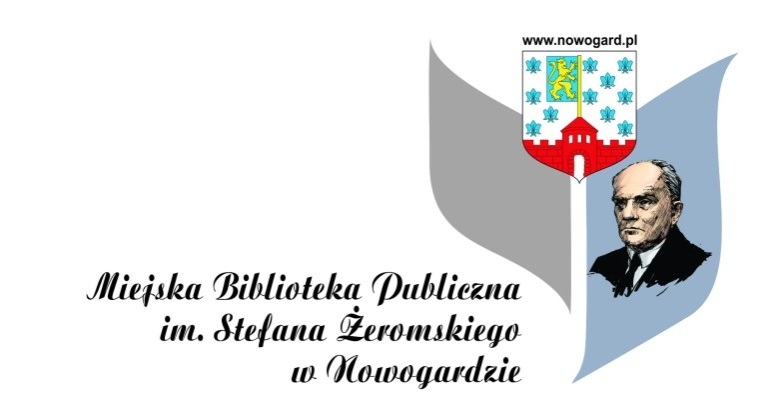 www.nowogard.pl
Miejska Biblioteka Publiczna
im. Stefana Żeromskiego
w Nowogardzie